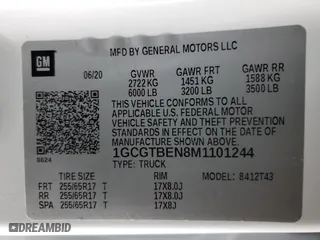 GM
MFD BY GENERAL MOTORS LLC
06/20 GVWR GAWR FRT GAWR RR
2722 KG 1451 KG 1588 KG
6000 LB 3200 LB 3500 LB
THIS VEHICLE CONFORMS TO ALL APPLICABLE
U.S. FEDERAL MOTOR VEHICLE SAFETY
STANDARDS IN EFFECT ON THE DATE OF
MANUFACTURE SHOWN ABOVE.
1GCGTBEN8M1101244
8624
TYPE: TRUCK
TIRE SIZE RIM MODEL: 8412T43
FRT 255/65R17 T 17X8.0J
RR 255/65R17 T 17X8.0J
SPA 255/65R17 T 17X8J
DREAMBID